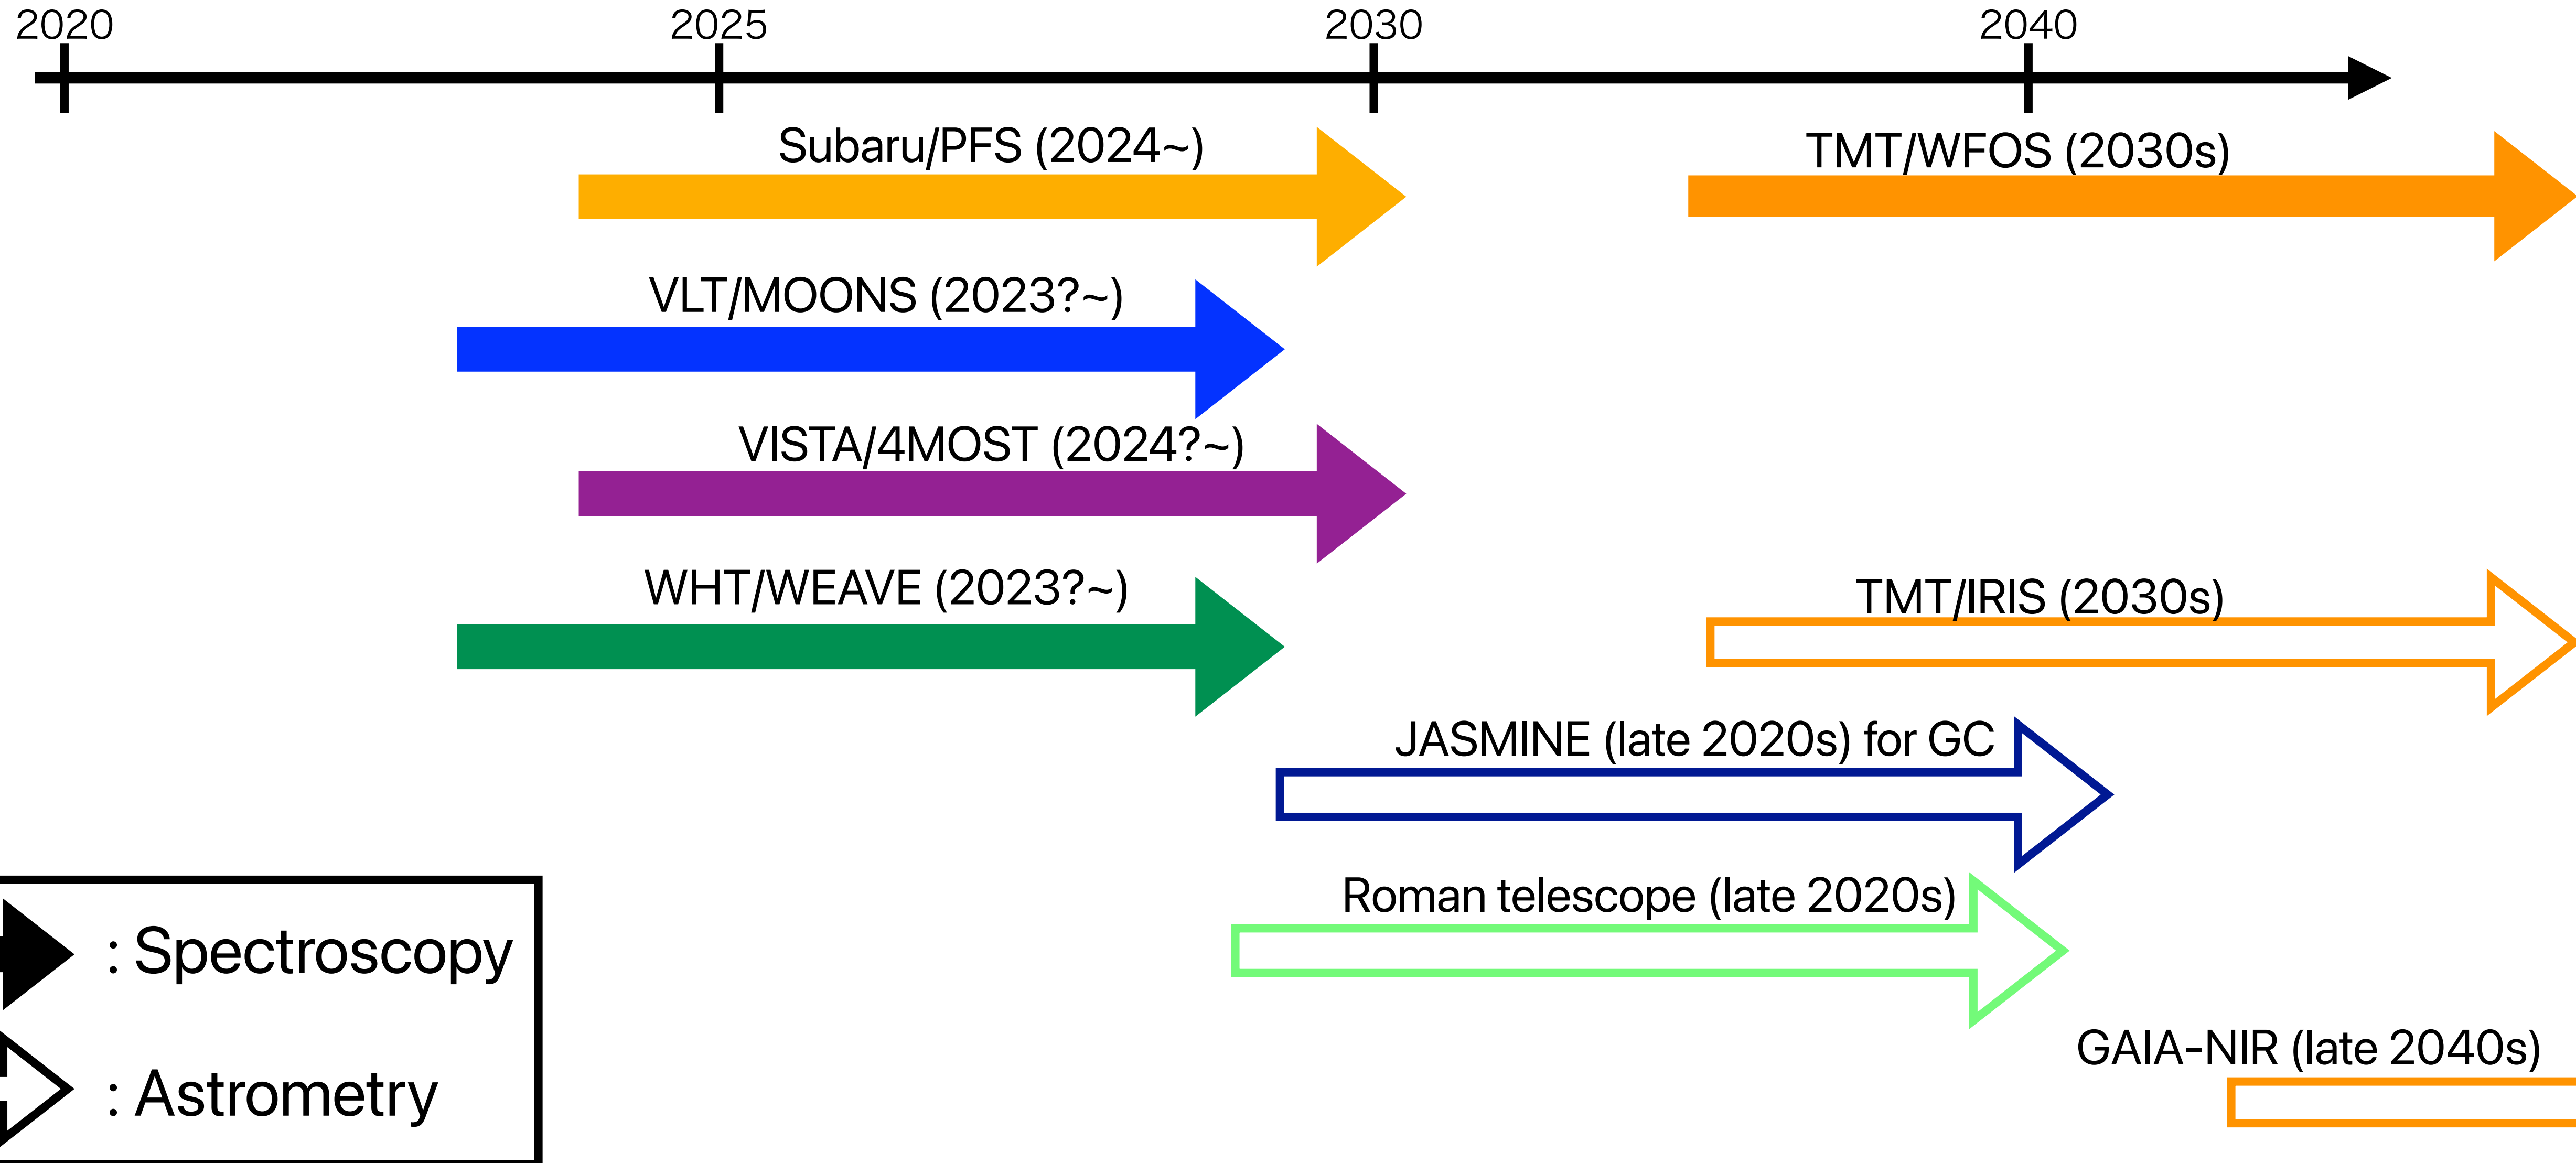 2020
2025
2030
2040
Subaru/PFS (2024~)
TMT/WFOS (2030s)
VLT/MOONS (2023?~)
VISTA/4MOST (2024?~)
WHT/WEAVE (2023?~)
TMT/IRIS (2030s)
JASMINE (late 2020s) for GC
Roman telescope (late 2020s)
GAIA-NIR (late 2040s)
: Spectroscopy
: Astrometry